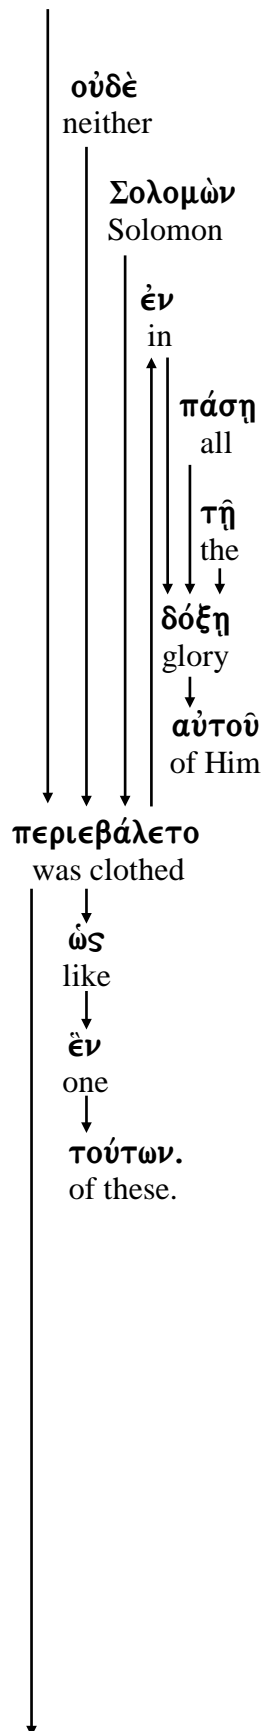 οὐδὲ
neither
Σολομὼν
Solomon
ἐν
in
πάσῃ
all
τῇ
the
δόξῃ
glory
αὐτοῦ
of Him
περιεβάλετο
was clothed
ὡς
like
ἓν
one
τούτων.
of these.